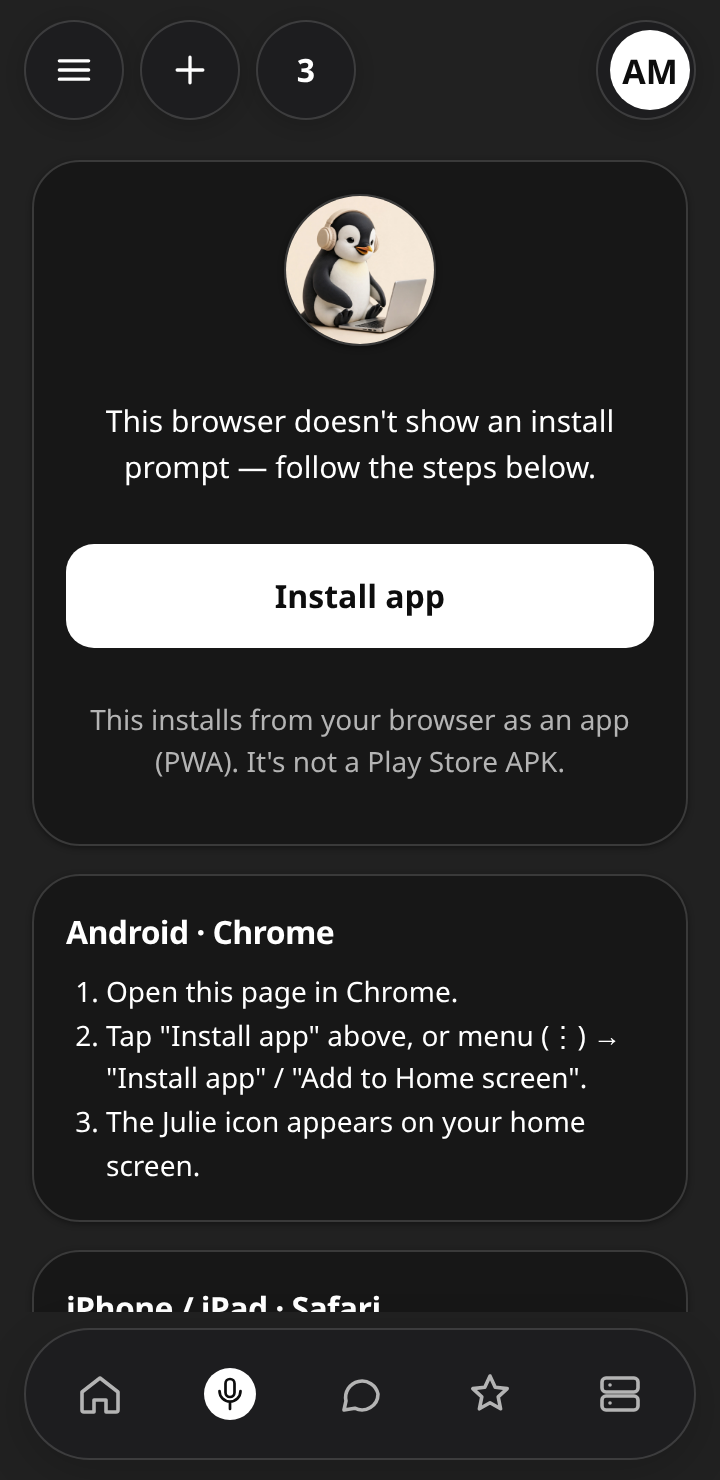 3
AM
This browser doesn't show an install
prompt — follow the steps below.
Install app
This installs from your browser as an app
(PWA). It's not a Play Store APK.
Android · Chrome
1. Open this page in Chrome.
2. Tap "Install app" above, or menu (⋮) →
"Install app" / "Add to Home screen".
3. The Julie icon appears on your home
screen.
iPhone / iPad · Safari